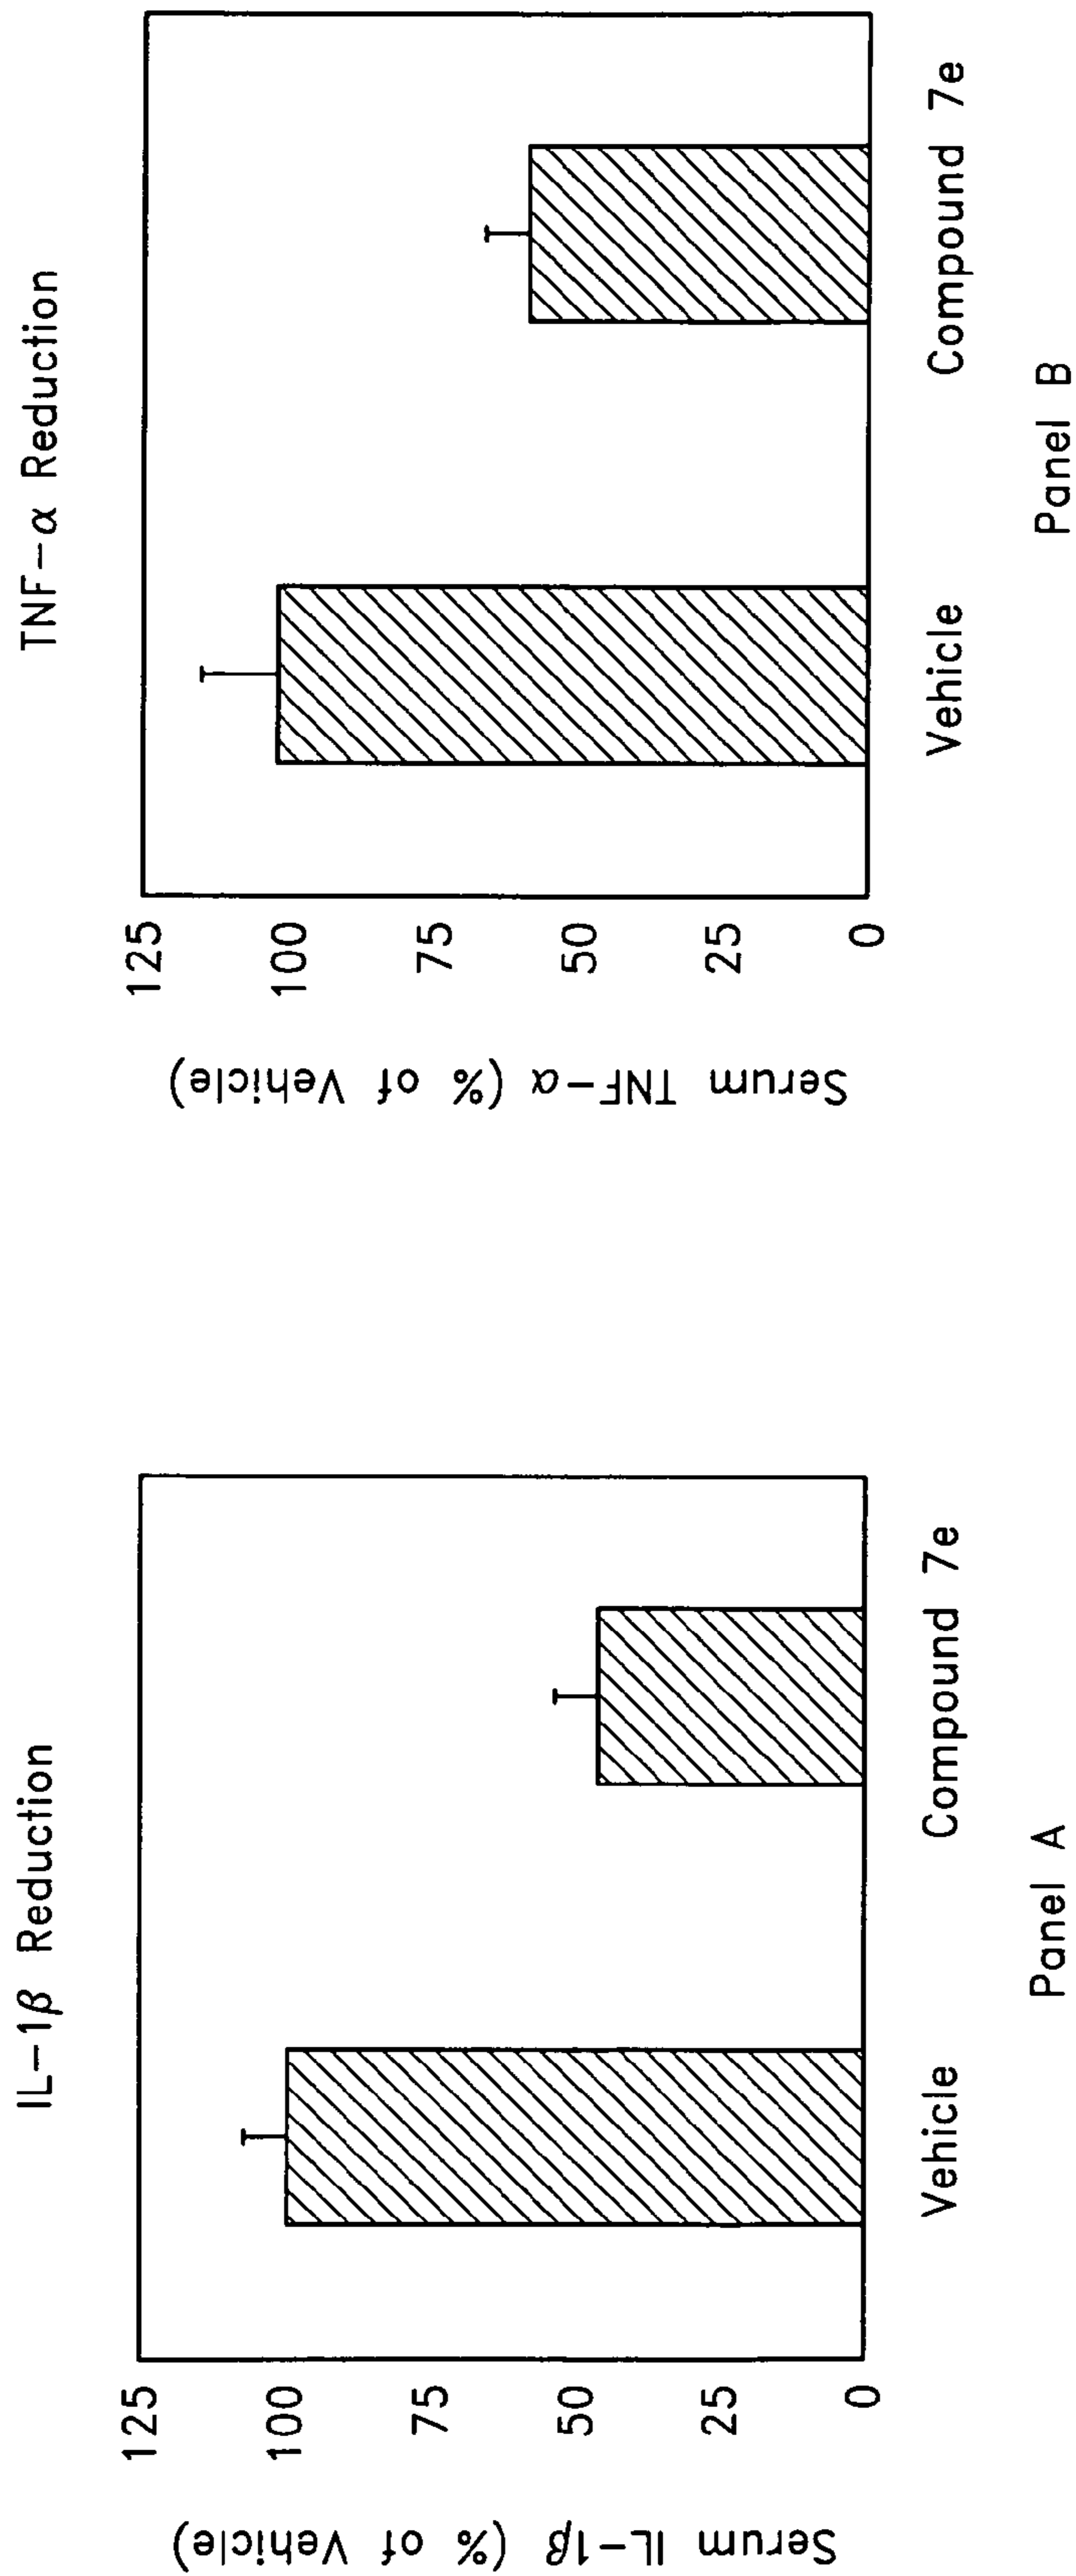 IL-1β Reduction
Serum IL-1β (% of Vehicle)
125
100
75
50
25
0
Vehicle
Compound 7e
Panel A
TNF-α Reduction
Serum TNF-α (% of Vehicle)
125
100
75
50
25
0
Vehicle
Compound 7e
Panel B